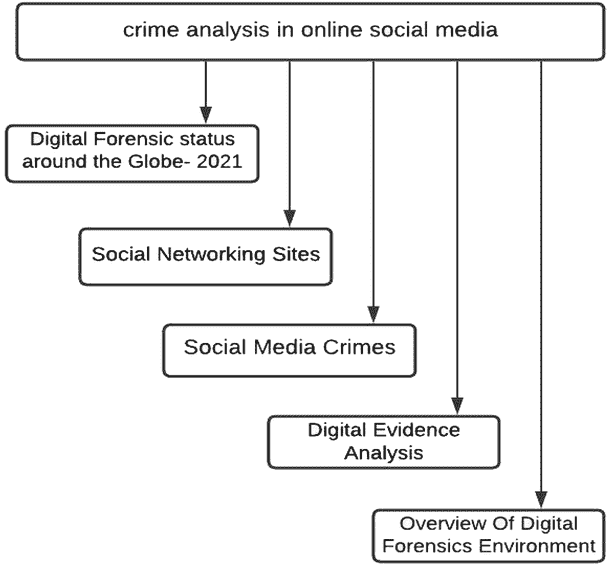 crime analysis in online social media
Digital Forensic status
around the Globe- 2021
Social Networking Sites
Social Media Crimes
Digital Evidence
Analysis
Overview Of Digital
Forensics Environment